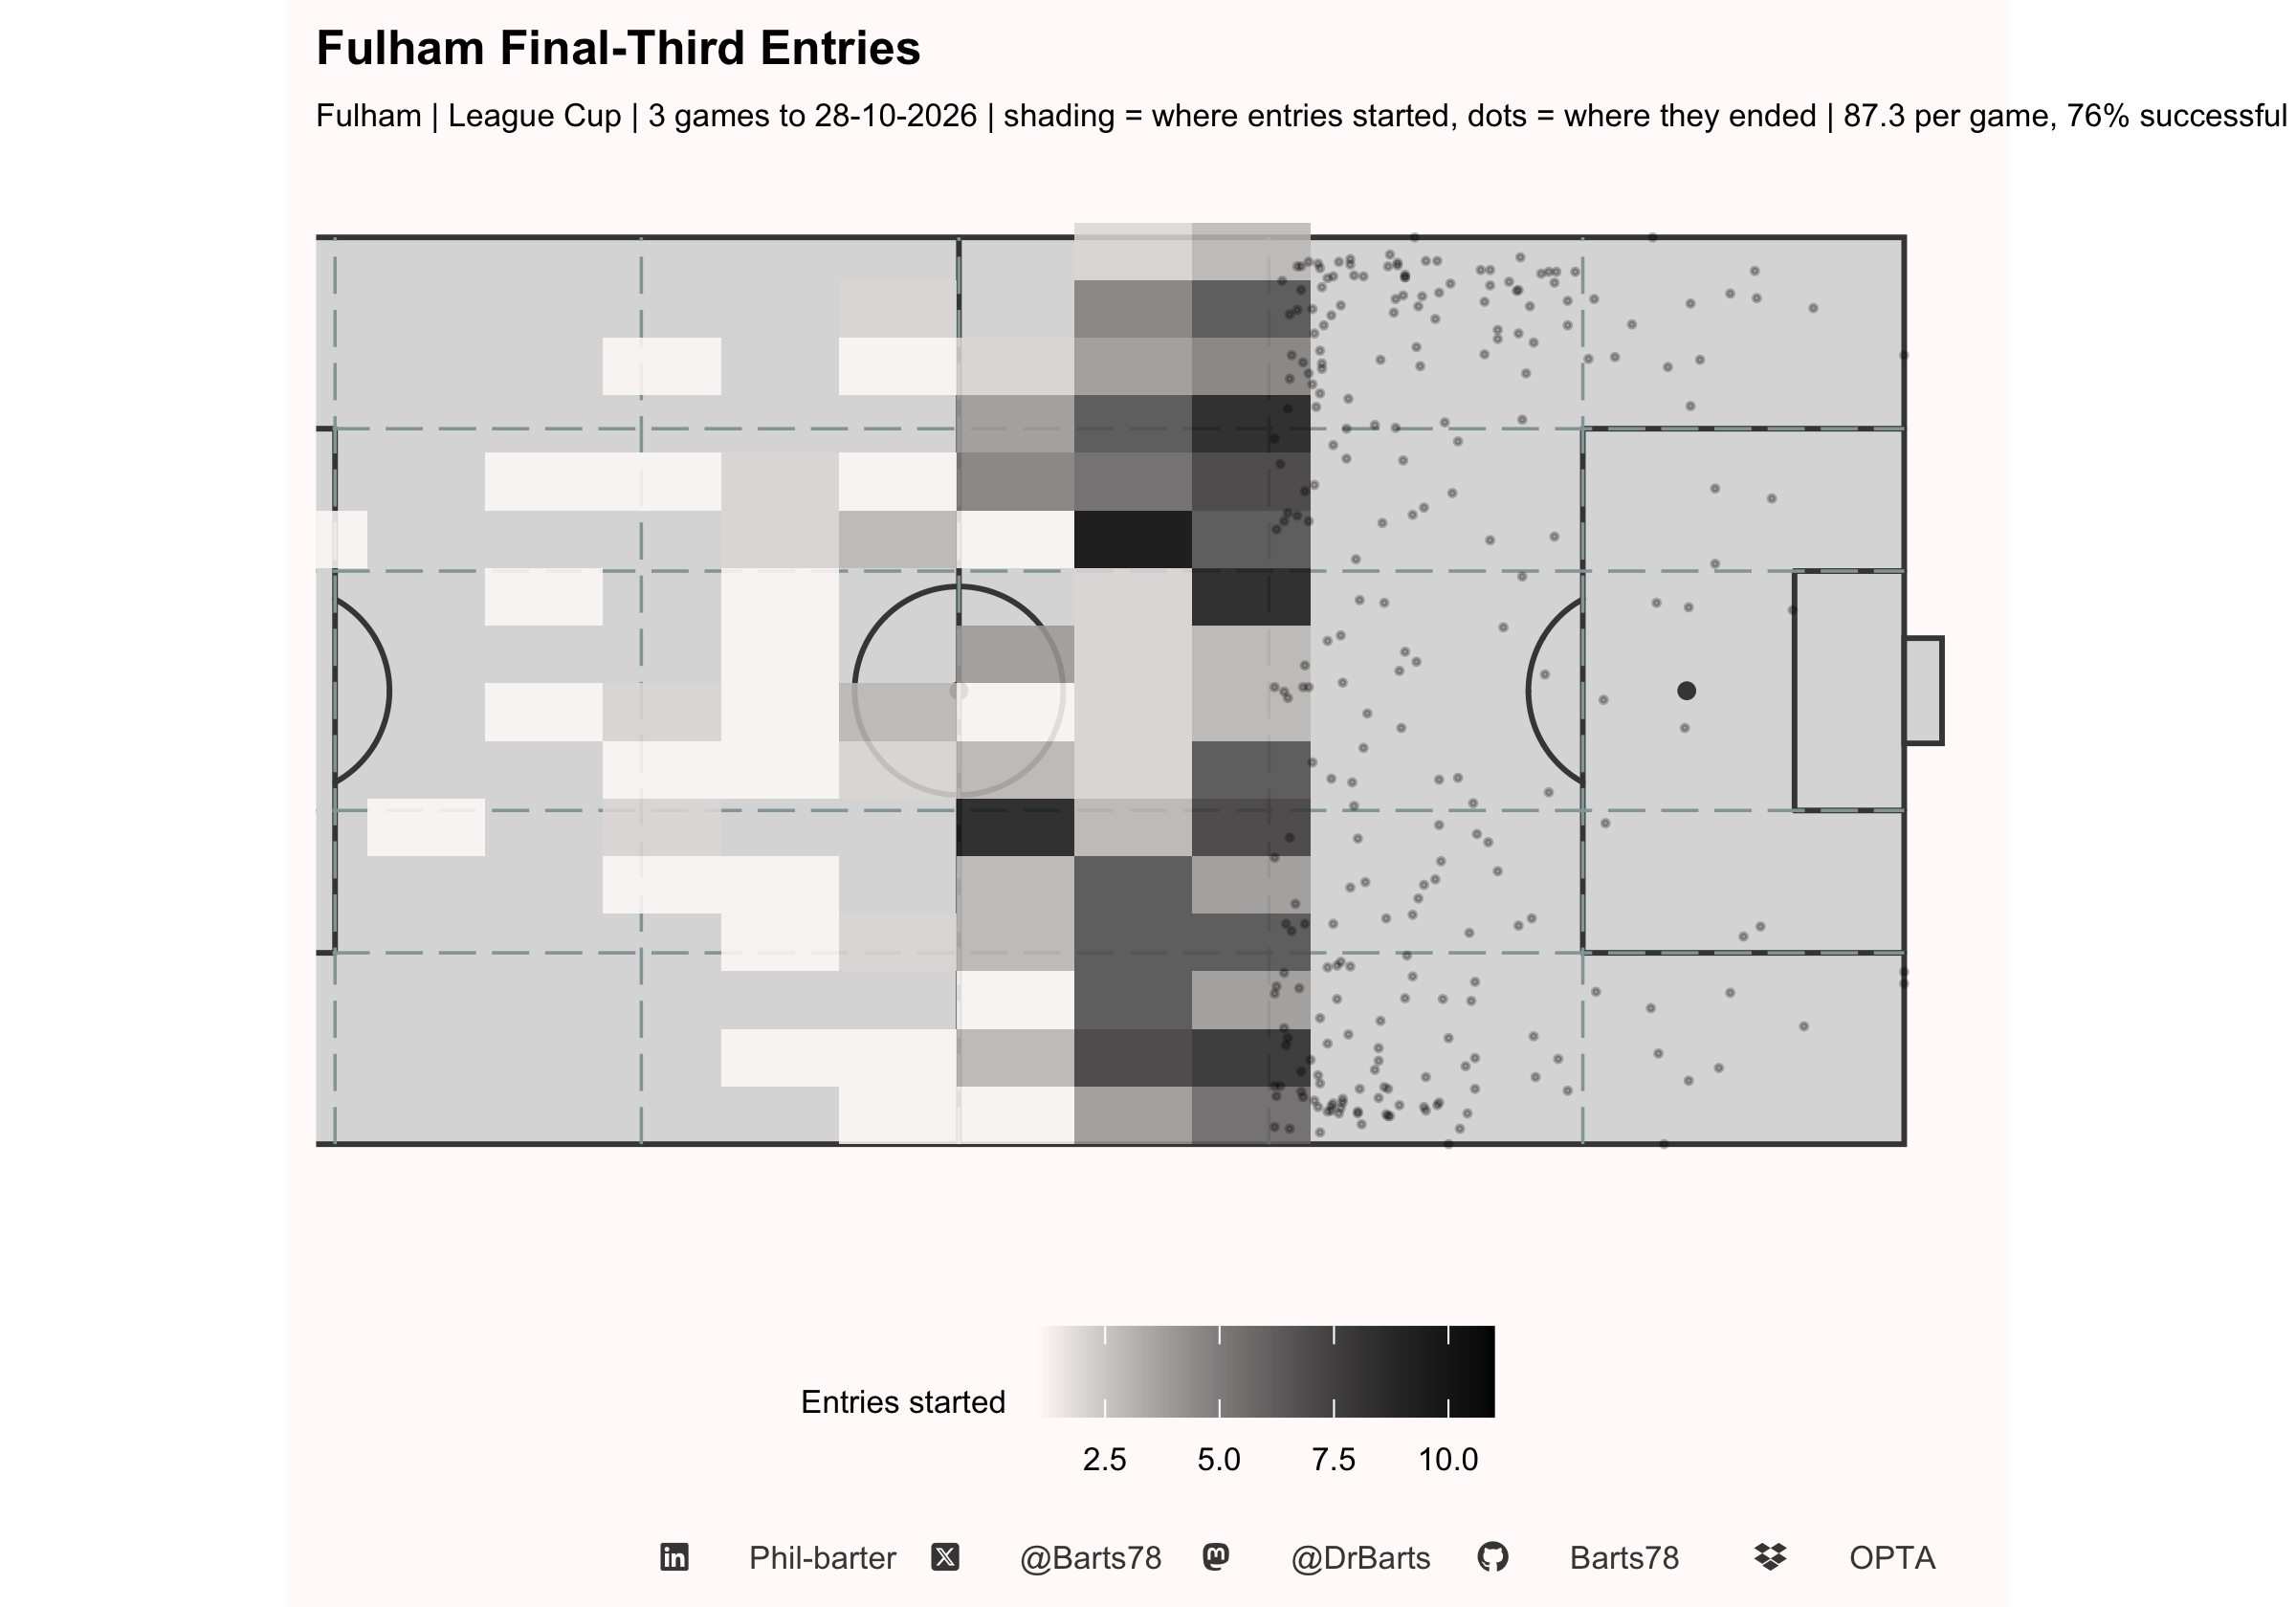 Fulham Final-Third Entries
Fulham | League Cup | 3 games to 28-10-2026 | shading = where entries started, dots = where they ended | 87.3 per game, 76% successful
Entries started
2.5 5.0 7.5 10.0
Phil-barter @Barts78 @DrBarts Barts78 OPTA